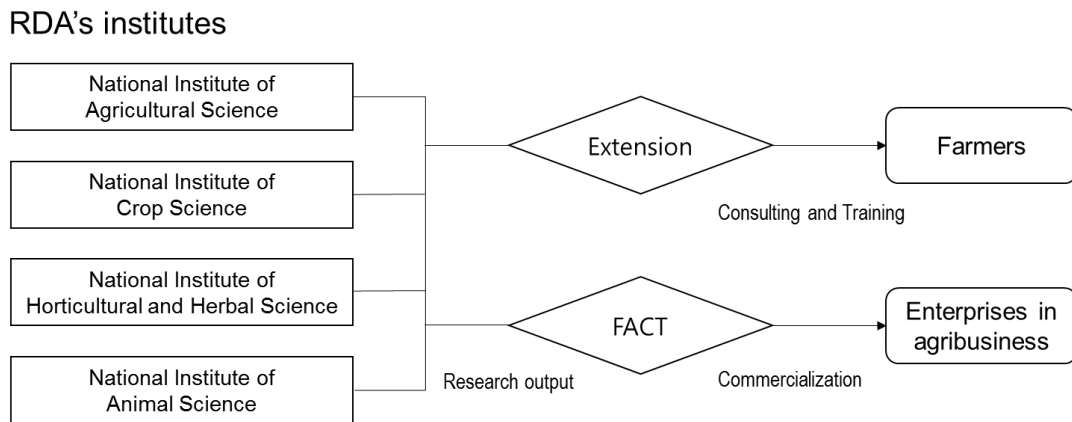 RDA’s institutes
National Institute of
Agricultural Science
National Institute of
Crop Science
National Institute of
Horticultural and Herbal Science
National Institute of
Animal Science
Extension
Farmers
Consulting and Training
FACT
Enterprises in
agribusiness
Research output
Commercialization